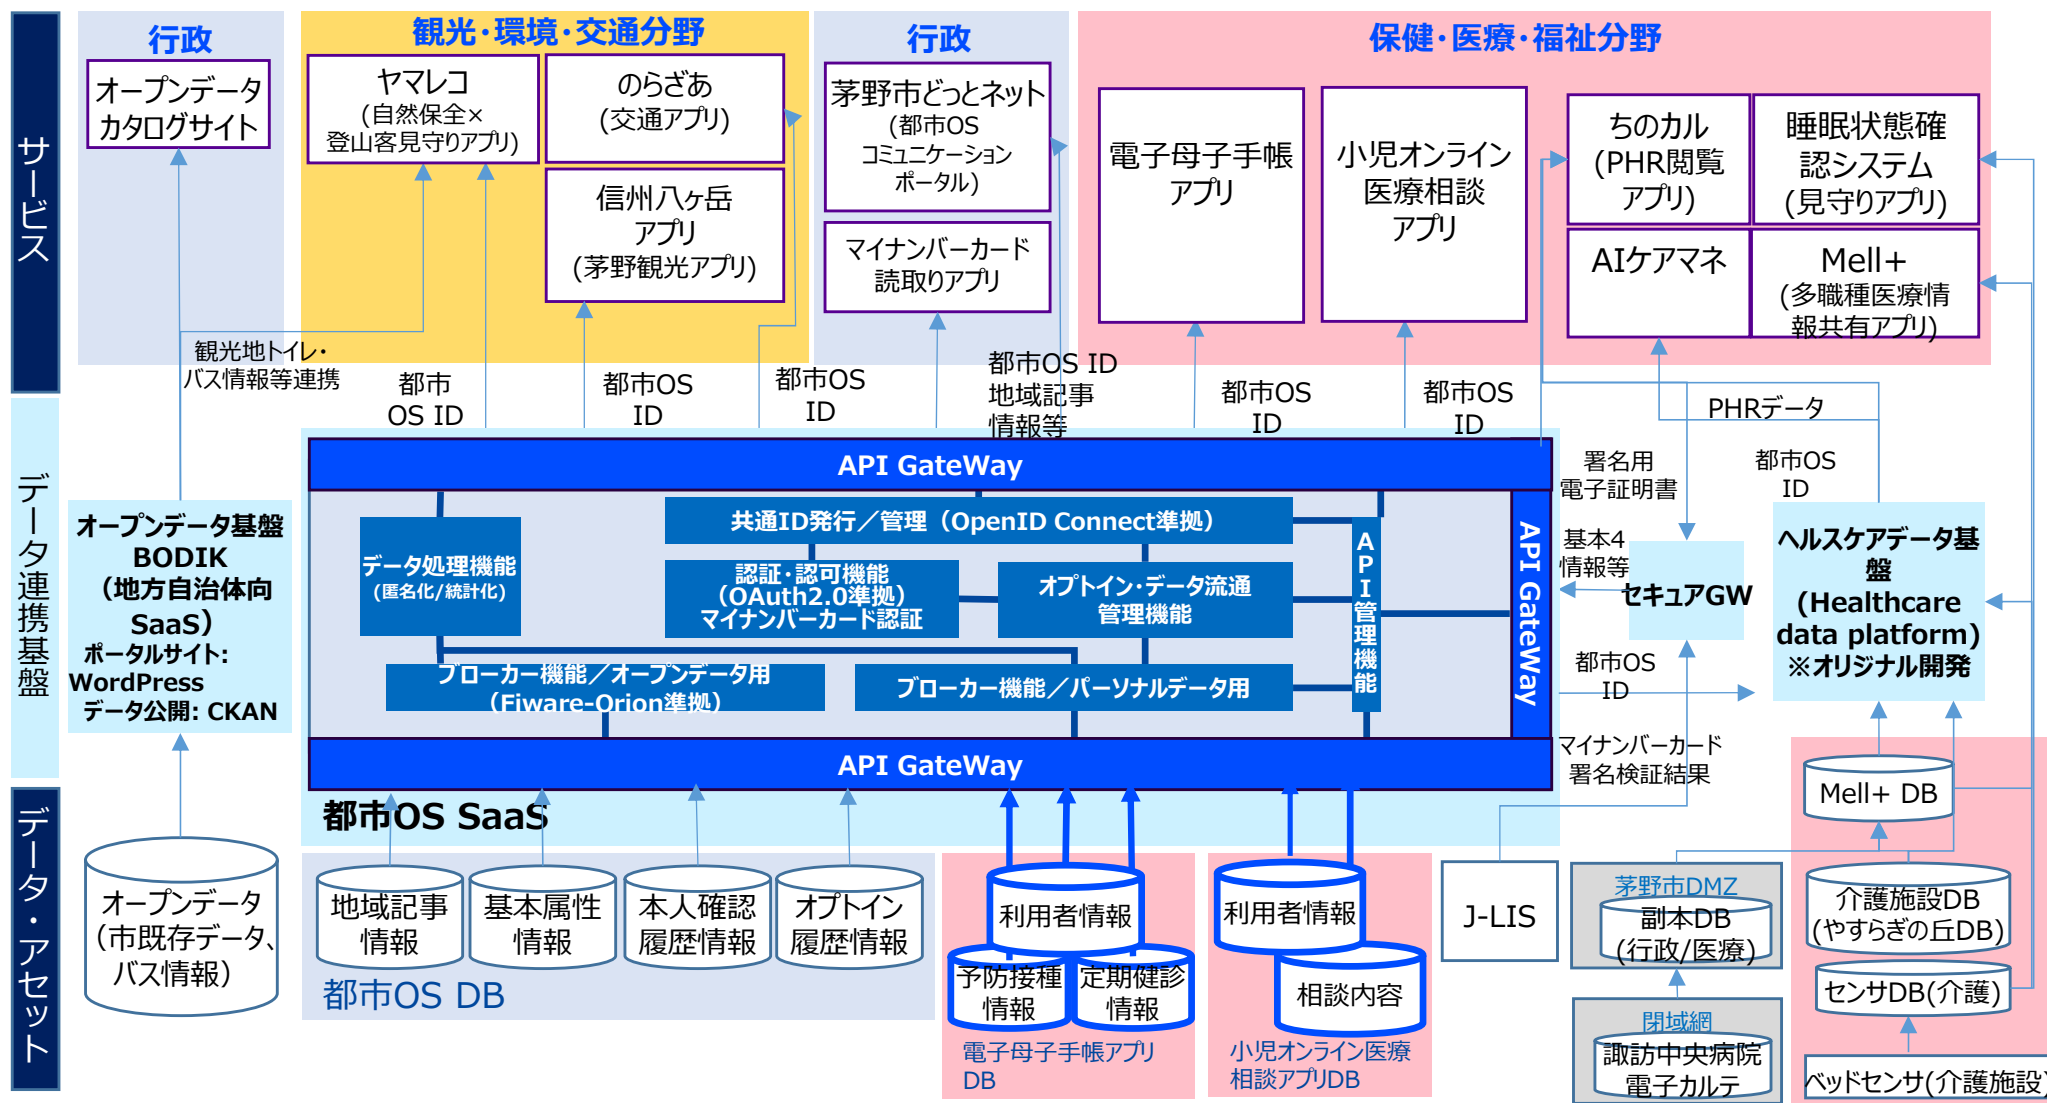 サービス
行政
オープンデータ
カタログサイト
観光・環境・交通分野
ヤマレコ
(自然保全×
登山客見守りアプリ)
のらざあ
(交通アプリ)
信州八ヶ岳
アプリ
(茅野観光アプリ)
行政
茅野市どっとネット
(都市OS
コミュニケーション
ポータル)
マイナンバーカード
読取りアプリ
保健・医療・福祉分野
電子母子手帳
アプリ
小児オンライン
医療相談
アプリ
ちのカル
(PHR閲覧
アプリ)
睡眠状態確
認システム
(見守りアプリ)
AIケアマネ
Mell+
(多職種医療情
報共有アプリ)
観光地トイレ・
バス情報等連携
都市
OS ID
都市OS
ID
都市OS
ID
都市OS ID
地域記事
情報等
都市OS
ID
都市OS
ID
PHRデータ
データ連携基盤
オープンデータ基盤
BODIK
（地方自治体向
SaaS）
ポータルサイト:
WordPress
データ公開: CKAN
API GateWay
共通ID発行／管理（OpenID Connect準拠）
データ処理機能
(匿名化/統計化)
認証・認可機能
（OAuth2.0準拠）
マイナンバーカード認証
オプトイン・データ流通
管理機能
API管理機能
API GateWay
ブローカー機能／オープンデータ用
（Fiware-Orion準拠）
ブローカー機能／パーソナルデータ用
API GateWay
都市OS SaaS
署名用
電子証明書
都市OS
ID
基本4
情報等
セキュアGW
都市OS
ID
マイナンバーカード
署名検証結果
ヘルスケアデータ基
盤
(Healthcare
data platform)
※オリジナル開発
データ・アセット
オープンデータ
（市既存データ、
バス情報）
地域記事
情報
基本属性
情報
本人確認
履歴情報
オプトイン
履歴情報
都市OS DB
利用者情報
予防接種
情報
定期健診
情報
電子母子手帳アプリ
DB
利用者情報
相談内容
小児オンライン医療
相談アプリDB
J-LIS
茅野市DMZ
副本DB
(行政/医療)
閉域網
諏訪中央病院
電子カルテ
Mell+ DB
介護施設DB
(やすらぎの丘DB)
センサDB(介護)
ベッドセンサ(介護施設)